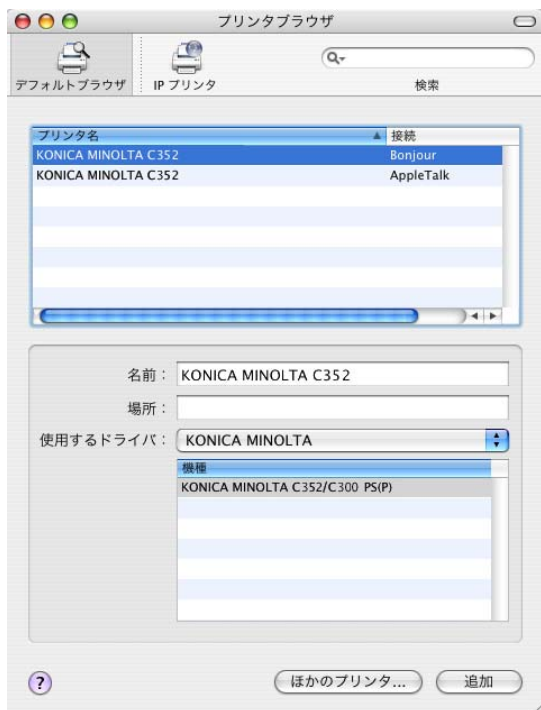 プリンタブラウザ
デフォルトブラウザ
IP プリンタ
検索
プリンタ名 接続
KONICA MINOLTA C352 Bonjour
KONICA MINOLTA C352 AppleTalk
名前： KONICA MINOLTA C352
場所：
使用するドライバ： KONICA MINOLTA
機種
KONICA MINOLTA C352/C300 PS(P)
? ほかのプリンタ... 追加